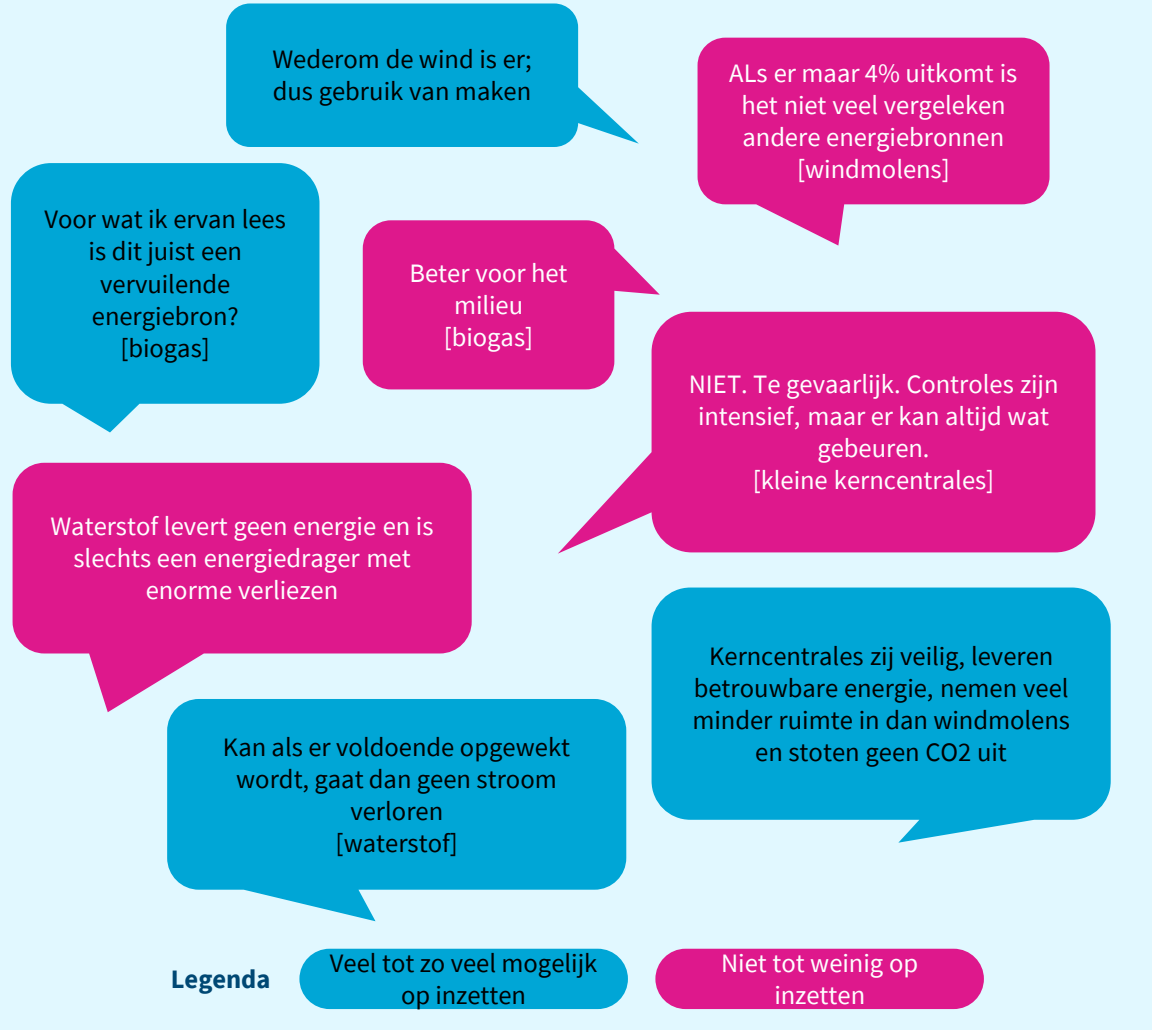 Wederom de wind is er;
dus gebruik van maken
ALs er maar 4% uitkomt is
het niet veel vergeleken
andere energiebronnen
[windmolens]
Voor wat ik ervan lees
is dit juist een
vervuilende
energiebron?
[biogas]
Beter voor het
milieu
[biogas]
NIET. Te gevaarlijk. Controles zijn
intensief, maar er kan altijd wat
gebeuren.
[kleine kerncentrales]
Waterstof levert geen energie en is
slechts een energiedrager met
enorme verliezen
Kerncentrales zij veilig, leveren
betrouwbare energie, nemen veel
minder ruimte in dan windmolens
en stoten geen CO2 uit
Kan als er voldoende opgewekt
wordt, gaat dan geen stroom
verloren
[waterstof]
Legenda
Veel tot zo veel mogelijk
op inzetten
Niet tot weinig op
inzetten